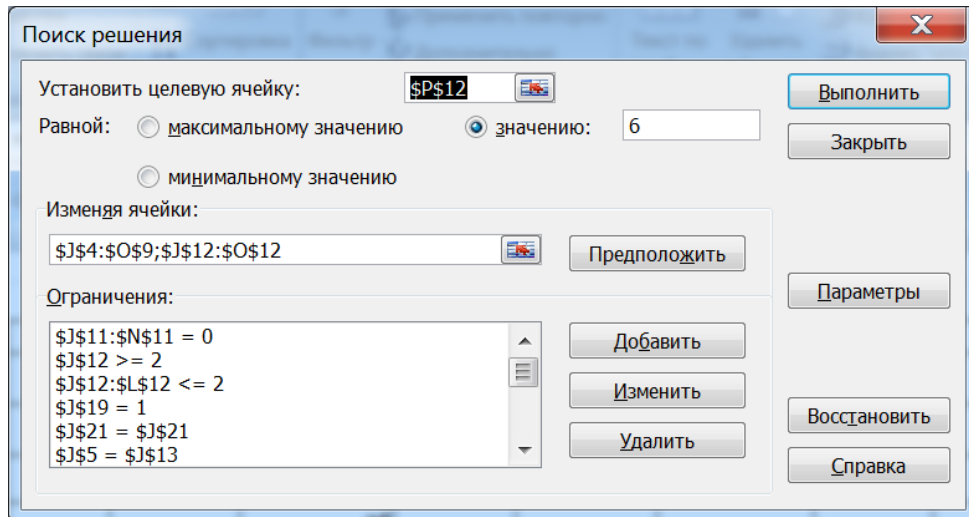 Поиск решения
Установить целевую ячейку: $P$12
Выполнить
Равной: максимальному значению значению: 6
Закрыть
минимальному значению
Изменяя ячейки:
$J$4:$O$9;$J$12:$O$12
Предположить
Ограничения:
Параметры
$J$11:$N$11 = 0
$J$12 >= 2
$J$12:$L$12 <= 2
$J$19 = 1
$J$21 = $J$21
$J$5 = $J$13
Добавить
Изменить
Удалить
Восстановить
Справка